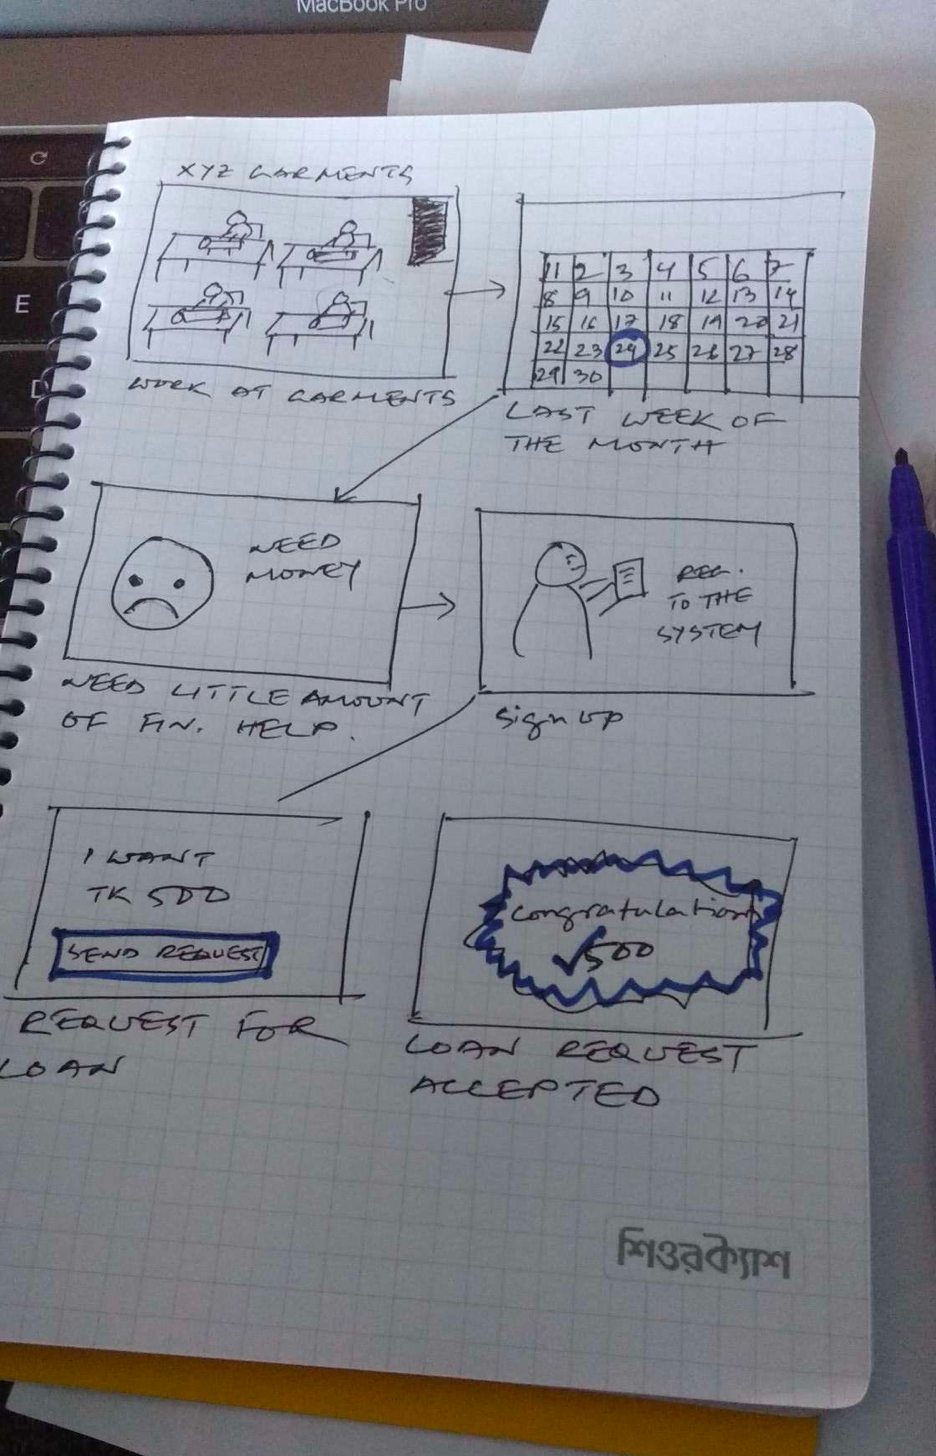 MacBook Pro
E
D
XYZ GARMENTS
WORK AT GARMENTS
1 2 3 4 5 6 7
8 9 10 11 12 13 14
15 16 17 18 19 20 21
22 23 24 25 26 27 28
29 30
LAST WEEK OF
THE MONTH
NEED
MONEY
NEED LITTLE AMOUNT
OF FIN. HELP.
REG.
TO THE
SYSTEM
Sign up
I WANT
TK 500
SEND REQUEST
REQUEST FOR
LOAN
Congratulation
500
LOAN REQUEST
ACCEPTED
শিওরক্যাশ